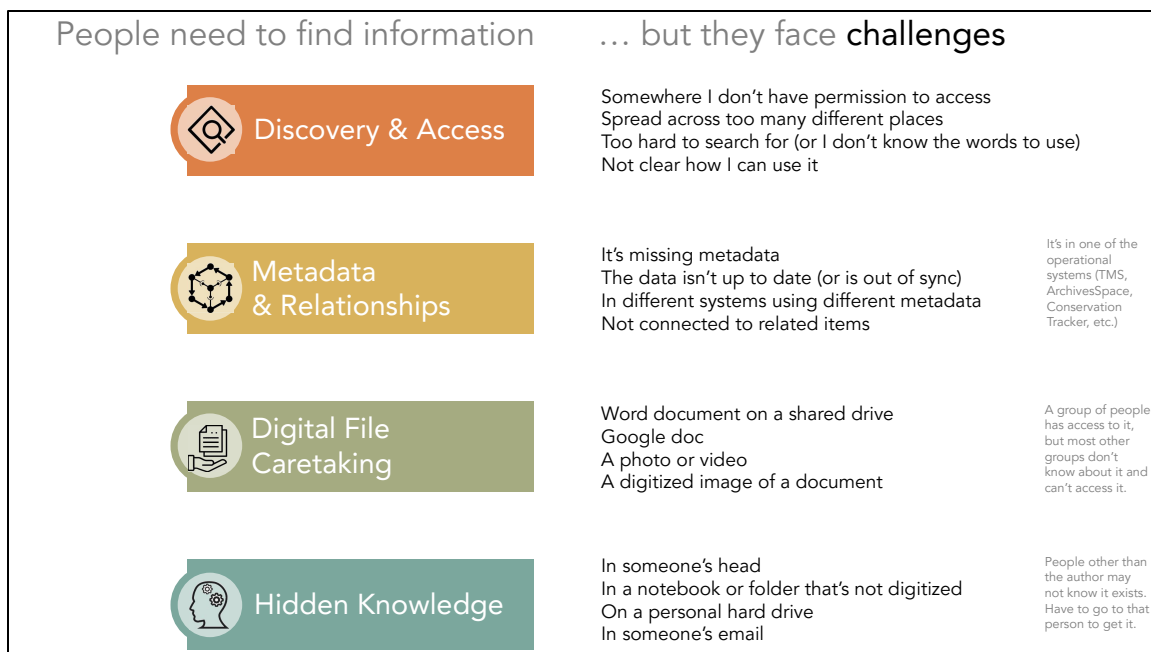 People need to find information
… but they face challenges
Discovery & Access
Somewhere I don’t have permission to access
Spread across too many different places
Too hard to search for (or I don’t know the words to use)
Not clear how I can use it
Metadata
& Relationships
It’s missing metadata
The data isn’t up to date (or is out of sync)
In different systems using different metadata
Not connected to related items
It’s in one of the
operational
systems (TMS,
ArchivesSpace,
Conservation
Tracker, etc.)
Digital File
Caretaking
Word document on a shared drive
Google doc
A photo or video
A digitized image of a document
A group of people
has access to it,
but most other
groups don’t
know about it and
can’t access it.
Hidden Knowledge
In someone’s head
In a notebook or folder that’s not digitized
On a personal hard drive
In someone’s email
People other than
the author may
not know it exists.
Have to go to that
person to get it.